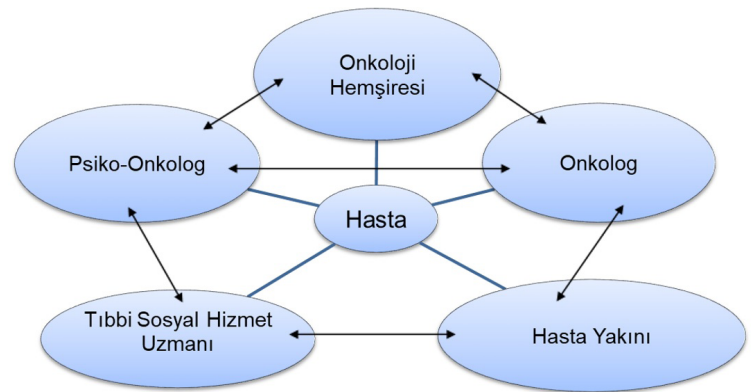 Onkoloji
Hemşiresi
Psiko-Onkolog
Onkolog
Hasta
Tıbbi Sosyal Hizmet
Uzmanı
Hasta Yakını